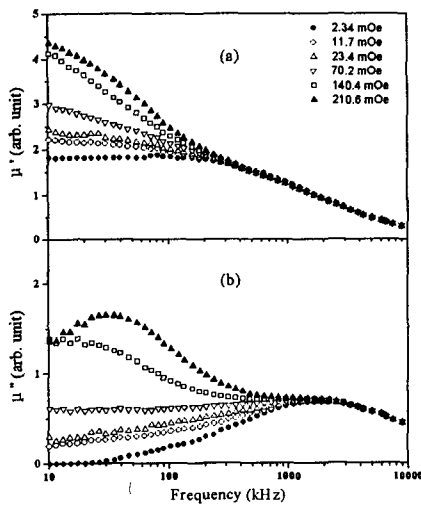 5
4
3
2
1
0
μ' (arb. unit)
(a)
2.34 mOe
11.7 mOe
23.4 mOe
70.2 mOe
140.4 mOe
210.6 mOe
2
1
0
μ" (arb. unit)
(b)
10
100
1000
10000
Frequency (kHz)